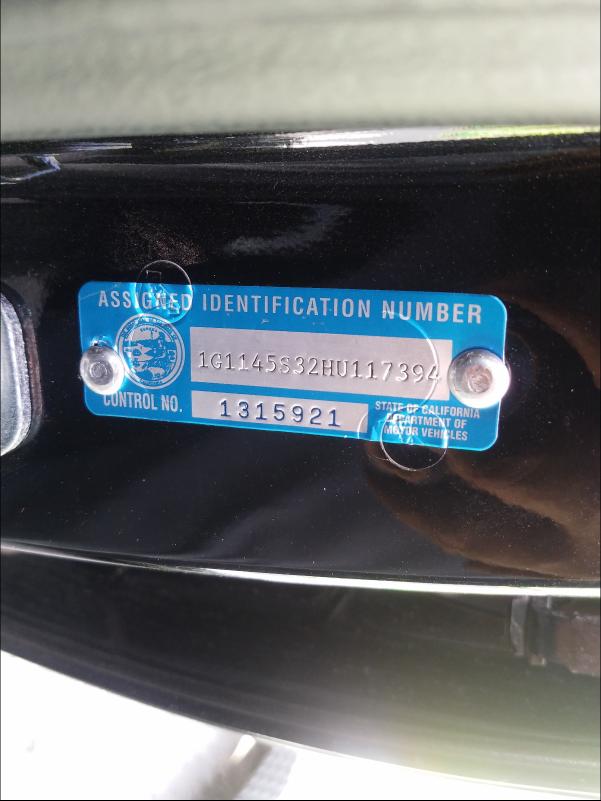 ASSIGNED IDENTIFICATION NUMBER
1G1145S32HU117394
CONTROL NO.
1315921
STATE OF CALIFORNIA
DEPARTMENT OF
MOTOR VEHICLES